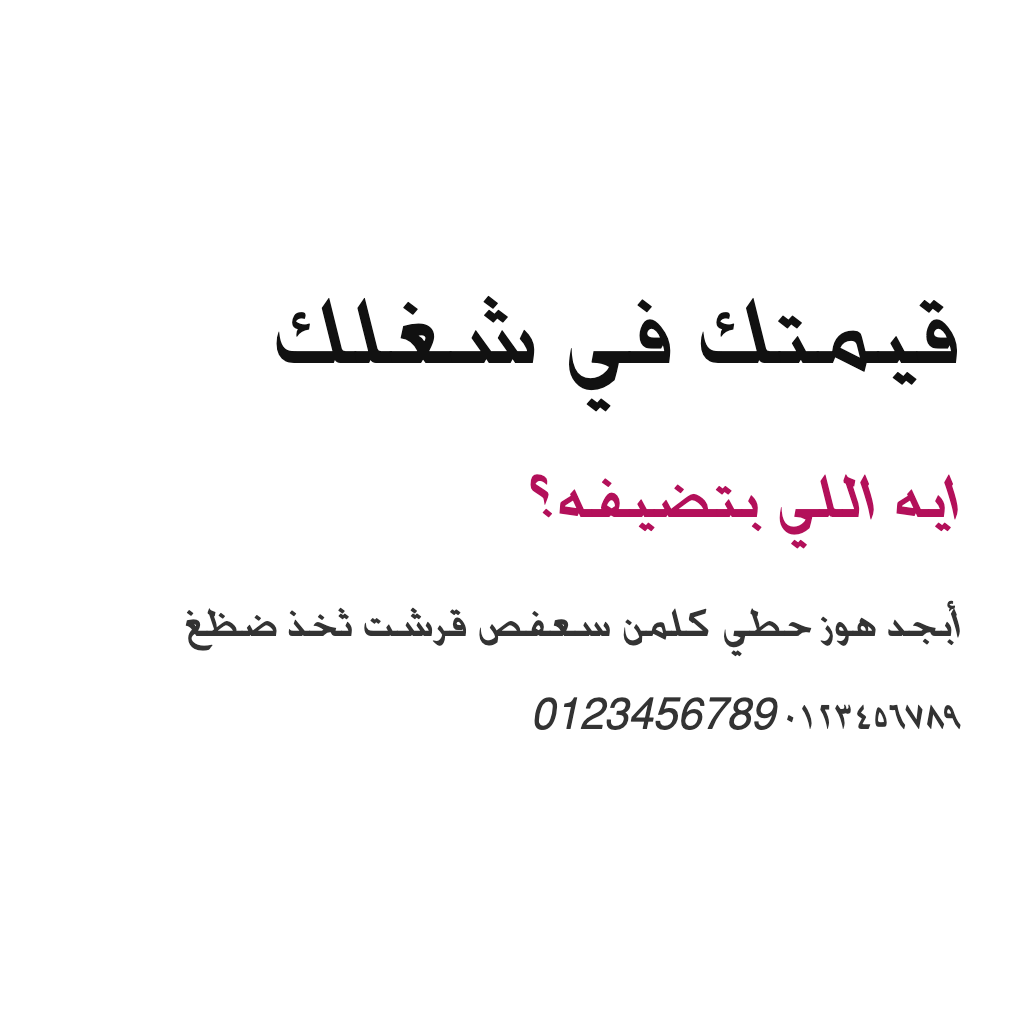 قيمتك في شغلك
ايه اللي بتضيفه؟
أبجد هوز حطي كلمن سعفص قرشت ثخذ ضظغ
٠١٢٣٤٥٦٧٨٩ 0123456789